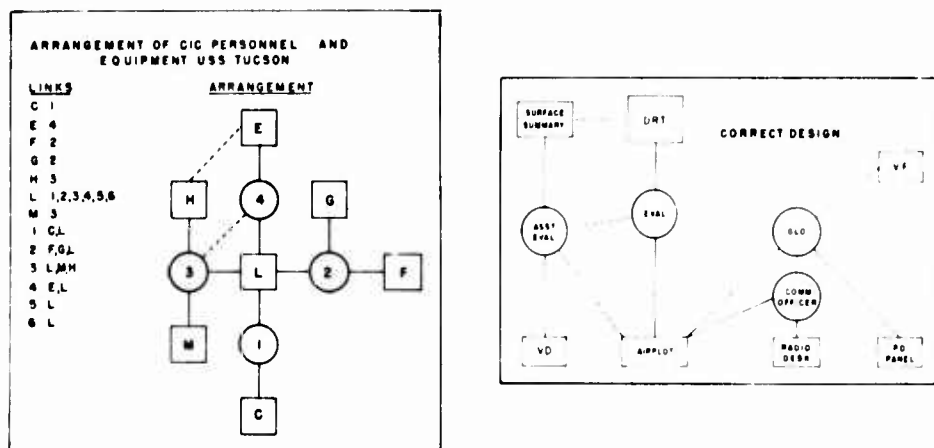 ARRANGEMENT OF CIC PERSONNEL AND
EQUIPMENT USS TUCSON
LINKS
ARRANGEMENT
C 1
E 4
F 2
G 2
H 3
L 1,2,3,4,5,6
M 3
1 C,L
2 F,G,L
3 L,M,H
4 E,L
5 L
6 L
E
H
4
G
3
L
2
F
M
1
C
SURFACE
SUMMARY
DRT
CORRECT DESIGN
VF
ASST
EVAL
EVAL
GLO
COMM
OFFICER
VD
AIRPLOT
RADIO
DESK
PD
PANEL